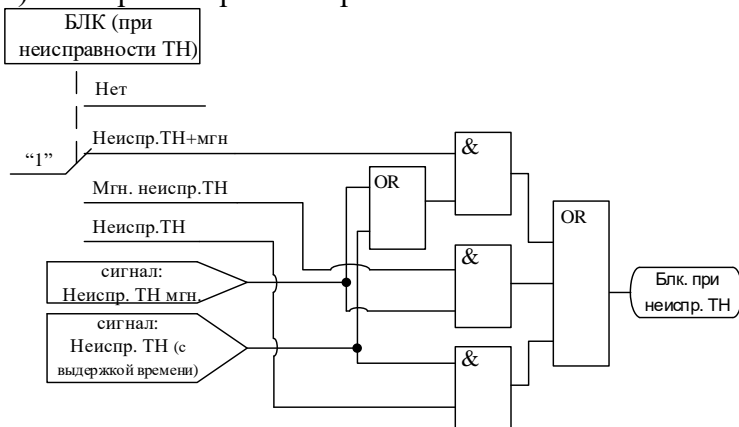 БЛК (при
неисправности ТН)
Нет
Неиспр.ТН+мгн
“1”
&
OR
Мгн. неиспр.ТН
OR
Неиспр.ТН
&
сигнал:
Неиспр. ТН мгн.
Блк. при
неиспр. ТН
сигнал:
Неиспр. ТН (с
выдержкой времени)
&